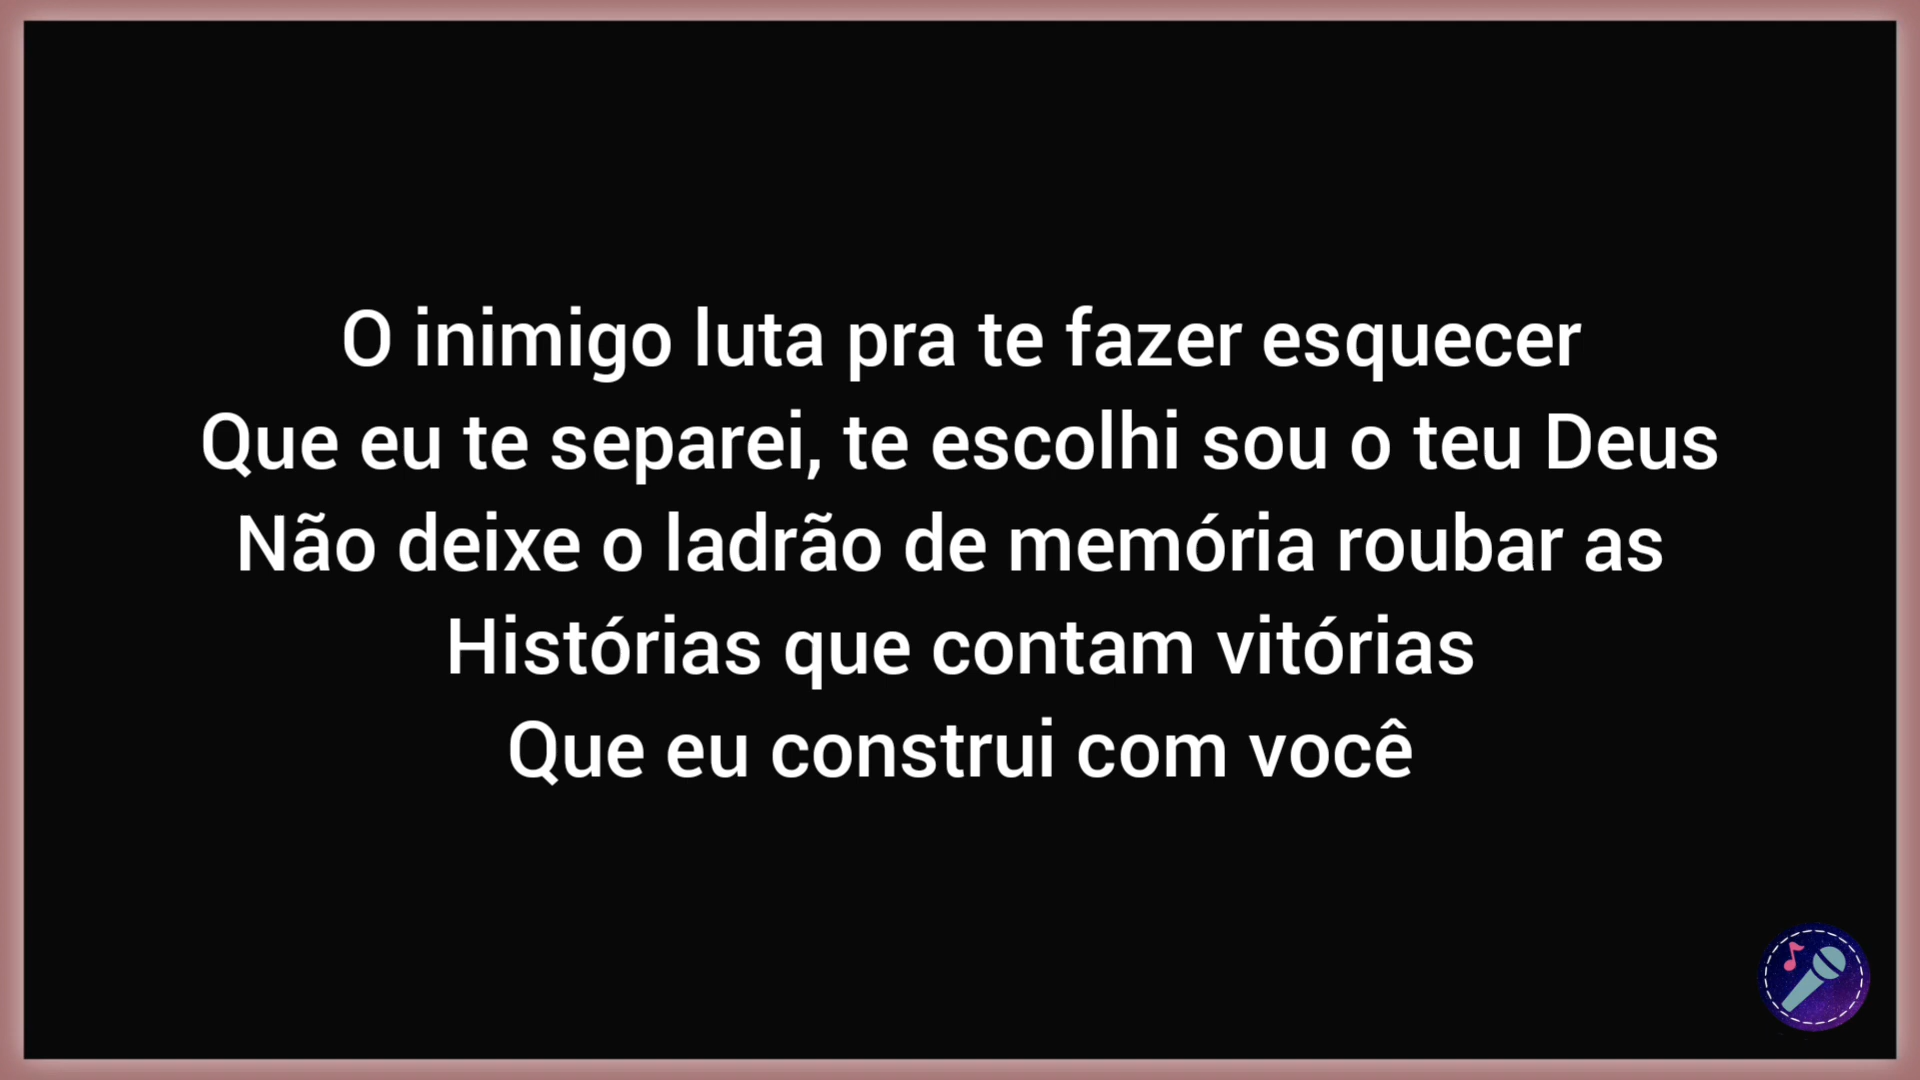 O inimigo luta pra te fazer esquecer
Que eu te separei, te escolhi sou o teu Deus
Não deixe o ladrão de memória roubar as
Histórias que contam vitórias
Que eu construi com você